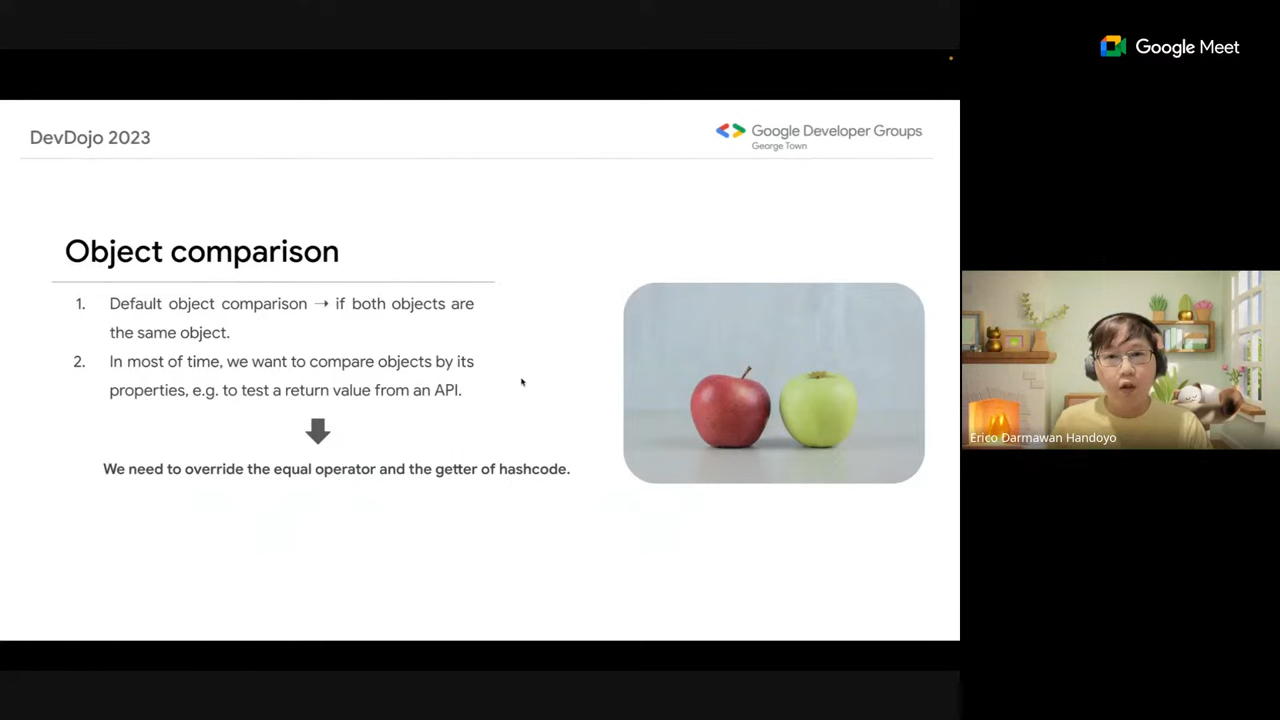 Google Meet
DevDojo 2023
Google Developer Groups
George Town
Object comparison
1. Default object comparison → if both objects are
the same object.
2. In most of time, we want to compare objects by its
properties, e.g. to test a return value from an API.
We need to override the equal operator and the getter of hashcode.
Erico Darmawan Handoyo